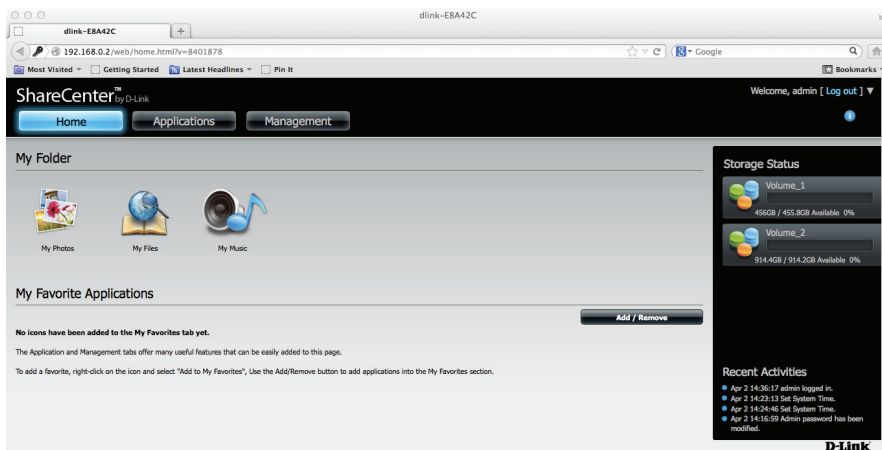 dlink-E8A42C
dlink-E8A42C
+
192.168.0.2/web/home.html?v=8401878
Google
Most Visited
Getting Started
Latest Headlines
Pin It
Bookmarks
ShareCenter™ by D-Link
Welcome, admin [ Log out ]
Home
Applications
Management
My Folder
My Photos
My Files
My Music
My Favorite Applications
Add / Remove
No icons have been added to the My Favorites tab yet.
The Application and Management tabs offer many useful features that can be easily added to this page.
To add a favorite, right-click on the icon and select "Add to My Favorites", Use the Add/Remove button to add applications into the My Favorites section.
Storage Status
Volume_1
456GB / 455.8GB Available 0%
Volume_2
914.4GB / 914.2GB Available 0%
Recent Activities
Apr 2 14:36:17 admin logged in.
Apr 2 14:23:13 Set System Time.
Apr 2 14:24:46 Set System Time.
Apr 2 14:16:59 Admin password has been
modified.
D-Link